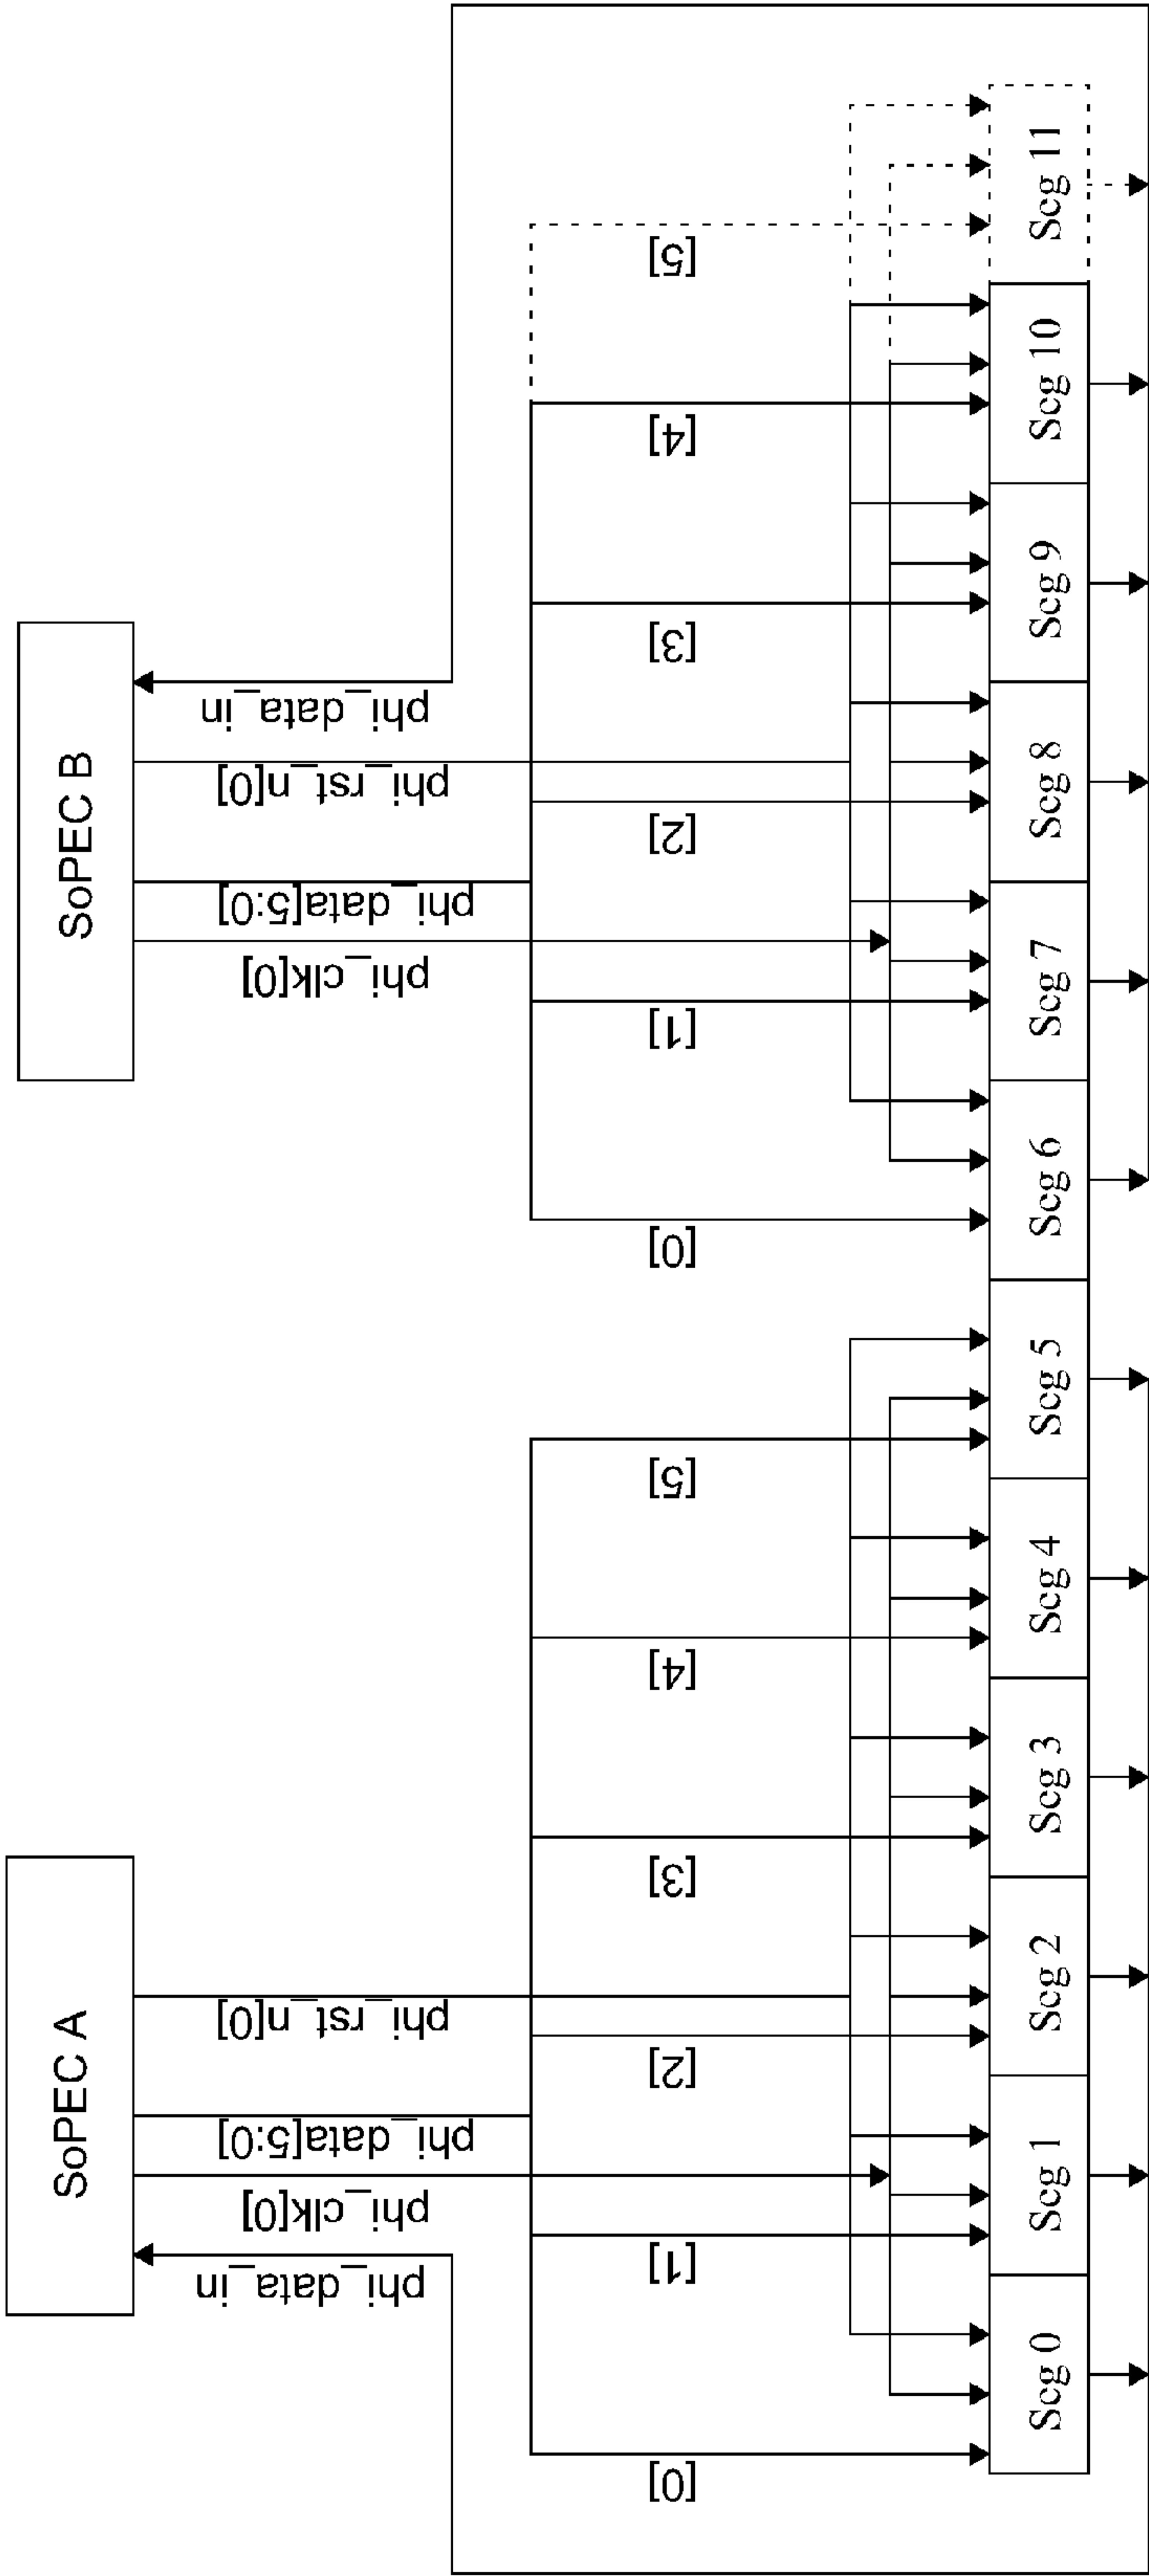 SoPEC A
SoPEC B
phi_data_in
phi_clk[0]
phi_data[5:0]
phi_rst_n[0]
phi_clk[0]
phi_data[5:0]
phi_rst_n[0]
phi_data_in
[0]
[1]
[2]
[3]
[4]
[5]
[0]
[1]
[2]
[3]
[4]
[5]
Seg 0
Seg 1
Seg 2
Seg 3
Seg 4
Seg 5
Seg 6
Seg 7
Seg 8
Seg 9
Seg 10
Seg 11